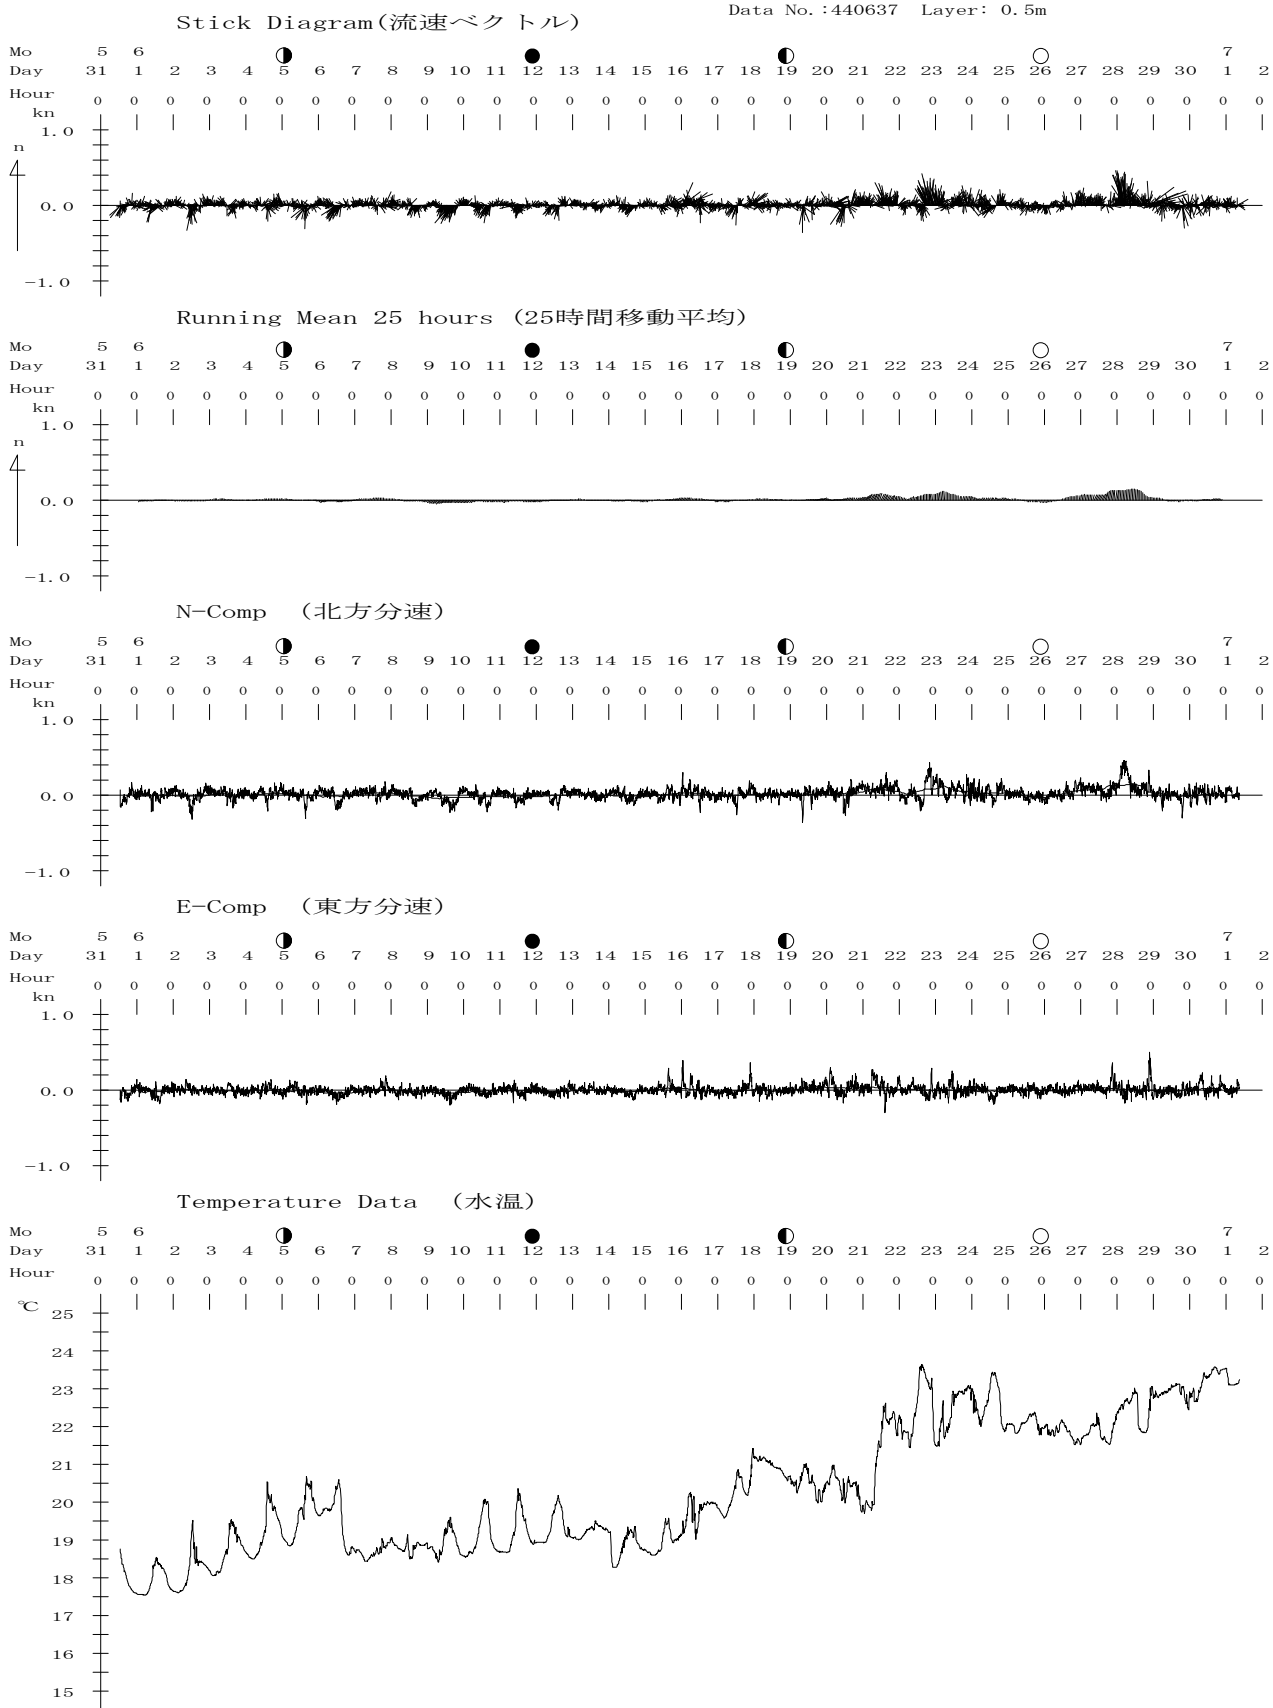 Data No.:440637 Layer: 0.5m
Stick Diagram(流速ベクトル)
Mo 5 6 7
Day 31 1 2 3 4 5 6 7 8 9 10 11 12 13 14 15 16 17 18 19 20 21 22 23 24 25 26 27 28 29 30 1 2
Hour 0 0 0 0 0 0 0 0 0 0 0 0 0 0 0 0 0 0 0 0 0 0 0 0 0 0 0 0 0 0 0 0 0
kn
1.0
n
0.0
-1.0
Running Mean 25 hours (25時間移動平均)
Mo 5 6 7
Day 31 1 2 3 4 5 6 7 8 9 10 11 12 13 14 15 16 17 18 19 20 21 22 23 24 25 26 27 28 29 30 1 2
Hour 0 0 0 0 0 0 0 0 0 0 0 0 0 0 0 0 0 0 0 0 0 0 0 0 0 0 0 0 0 0 0 0 0
kn
1.0
n
0.0
-1.0
N-Comp (北方分速)
Mo 5 6 7
Day 31 1 2 3 4 5 6 7 8 9 10 11 12 13 14 15 16 17 18 19 20 21 22 23 24 25 26 27 28 29 30 1 2
Hour 0 0 0 0 0 0 0 0 0 0 0 0 0 0 0 0 0 0 0 0 0 0 0 0 0 0 0 0 0 0 0 0 0
kn
1.0
0.0
-1.0
E-Comp (東方分速)
Mo 5 6 7
Day 31 1 2 3 4 5 6 7 8 9 10 11 12 13 14 15 16 17 18 19 20 21 22 23 24 25 26 27 28 29 30 1 2
Hour 0 0 0 0 0 0 0 0 0 0 0 0 0 0 0 0 0 0 0 0 0 0 0 0 0 0 0 0 0 0 0 0 0
kn
1.0
0.0
-1.0
Temperature Data (水温)
Mo 5 6 7
Day 31 1 2 3 4 5 6 7 8 9 10 11 12 13 14 15 16 17 18 19 20 21 22 23 24 25 26 27 28 29 30 1 2
Hour 0 0 0 0 0 0 0 0 0 0 0 0 0 0 0 0 0 0 0 0 0 0 0 0 0 0 0 0 0 0 0 0 0
℃ 25
24
23
22
21
20
19
18
17
16
15